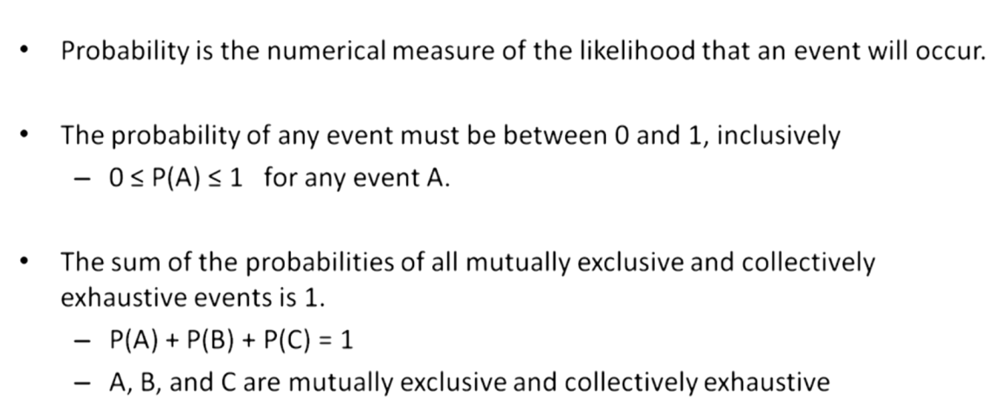 • Probability is the numerical measure of the likelihood that an event will occur.
• The probability of any event must be between 0 and 1, inclusively
– 0 ≤ P(A) ≤ 1 for any event A.
• The sum of the probabilities of all mutually exclusive and collectively
exhaustive events is 1.
– P(A) + P(B) + P(C) = 1
– A, B, and C are mutually exclusive and collectively exhaustive